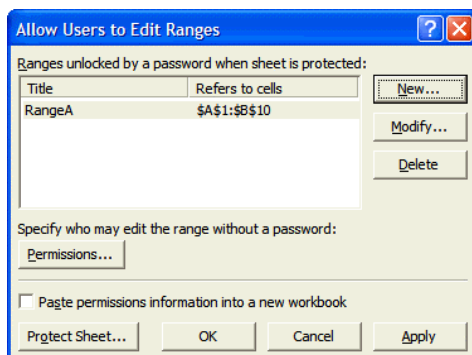 Allow Users to Edit Ranges
Ranges unlocked by a password when sheet is protected:
Title Refers to cells New...
RangeA $A$1:$B$10
Modify...
Delete
Specify who may edit the range without a password:
Permissions...
Paste permissions information into a new workbook
Protect Sheet... OK Cancel Apply